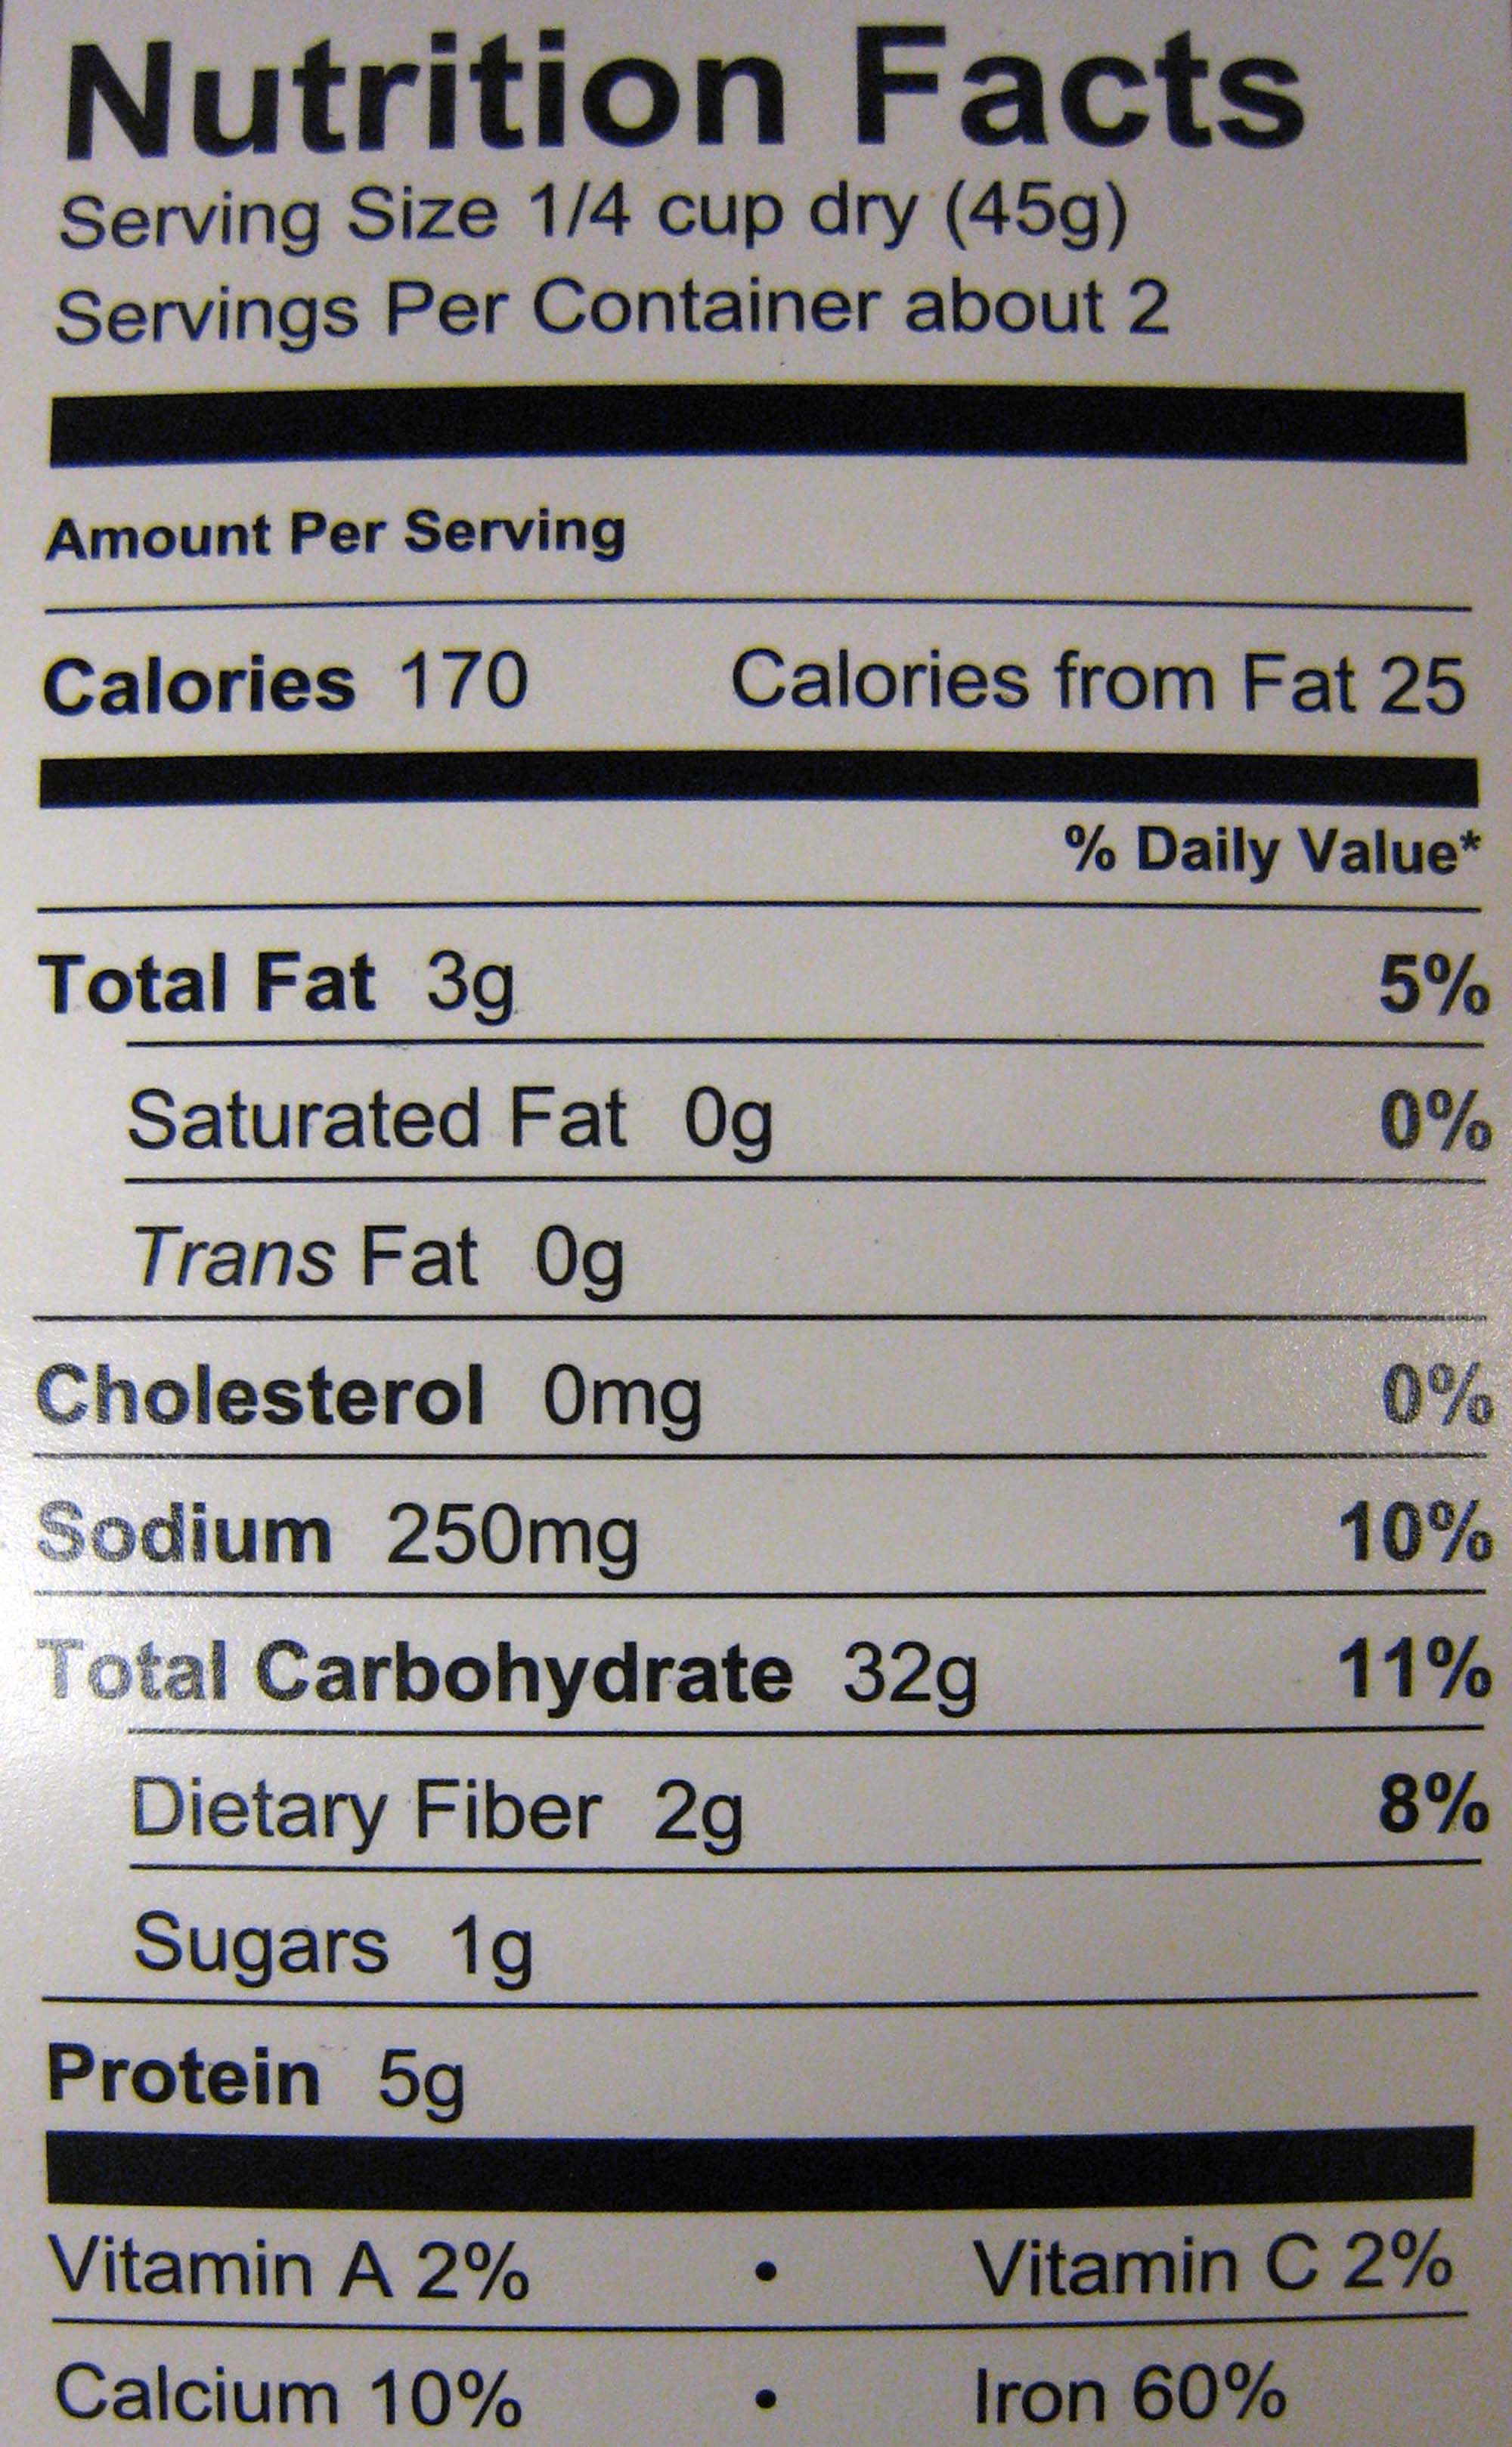 Nutrition Facts
Serving Size 1/4 cup dry (45g)
Servings Per Container about 2
Amount Per Serving
Calories 170 Calories from Fat 25
% Daily Value*
Total Fat 3g 5%
Saturated Fat 0g 0%
Trans Fat 0g
Cholesterol 0mg 0%
Sodium 250mg 10%
Total Carbohydrate 32g 11%
Dietary Fiber 2g 8%
Sugars 1g
Protein 5g
Vitamin A 2% • Vitamin C 2%
Calcium 10% • Iron 60%